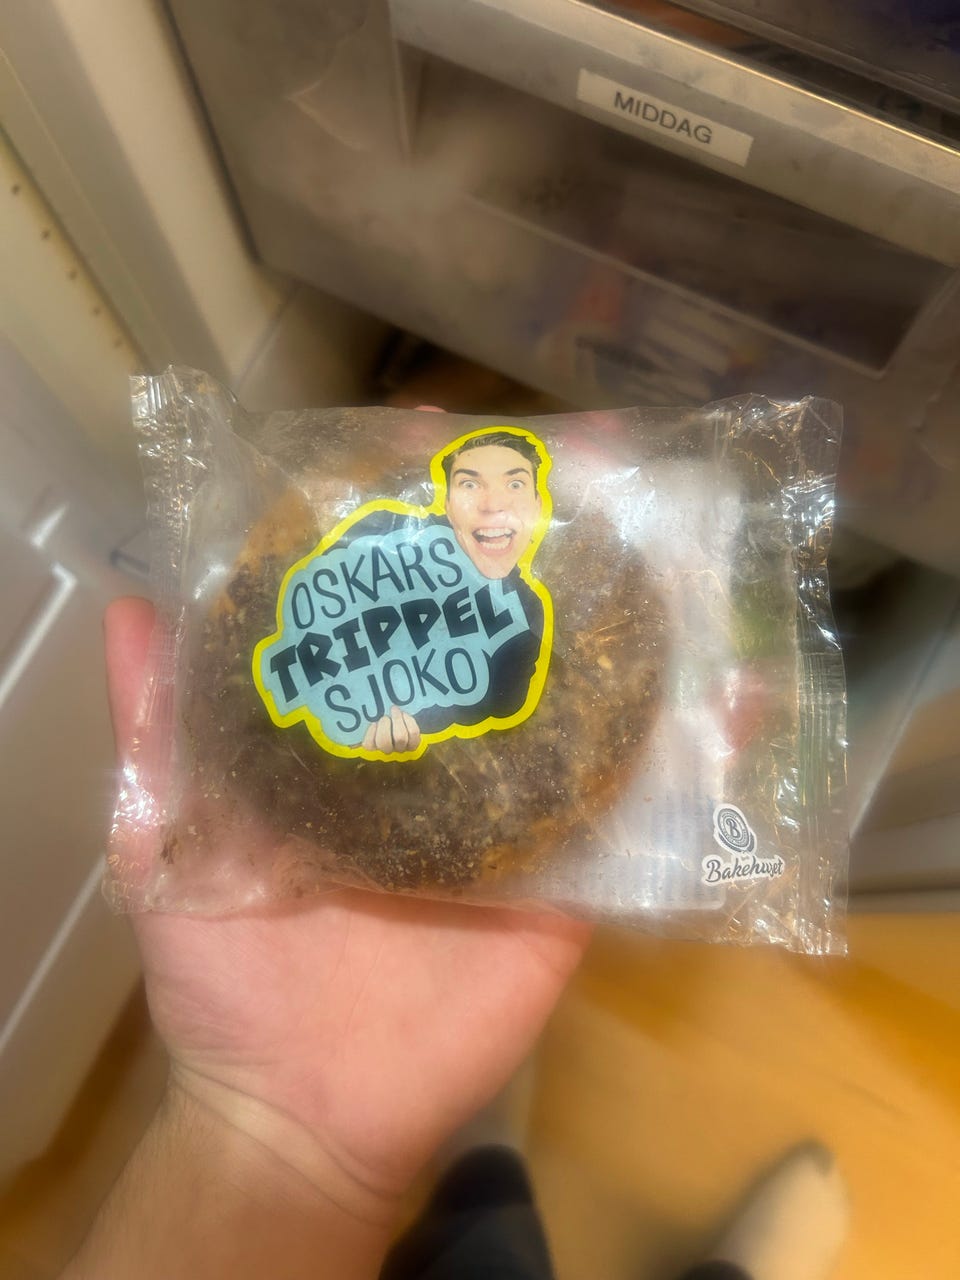 MIDDAG
OSKARS
TRIPPEL
SJOKO
B
Bakehuset